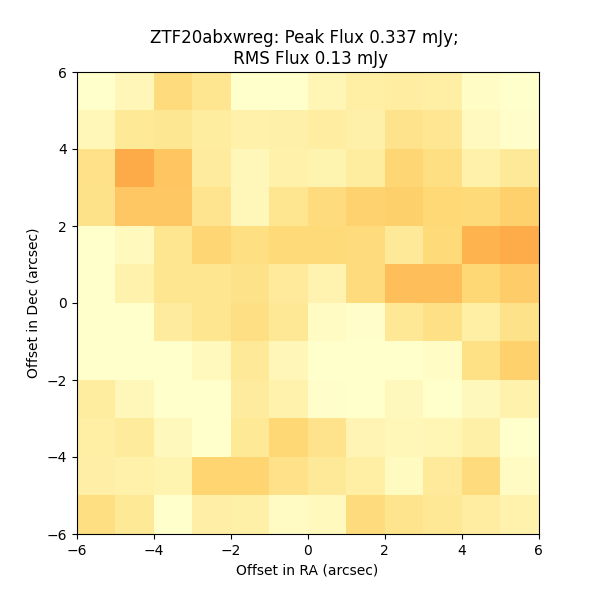 ZTF20abxwreg: Peak Flux 0.337 mJy;
RMS Flux 0.13 mJy
6
4
2
0
−2
−4
−6
Offset in Dec (arcsec)
−6 −4 −2 0 2 4 6
Offset in RA (arcsec)